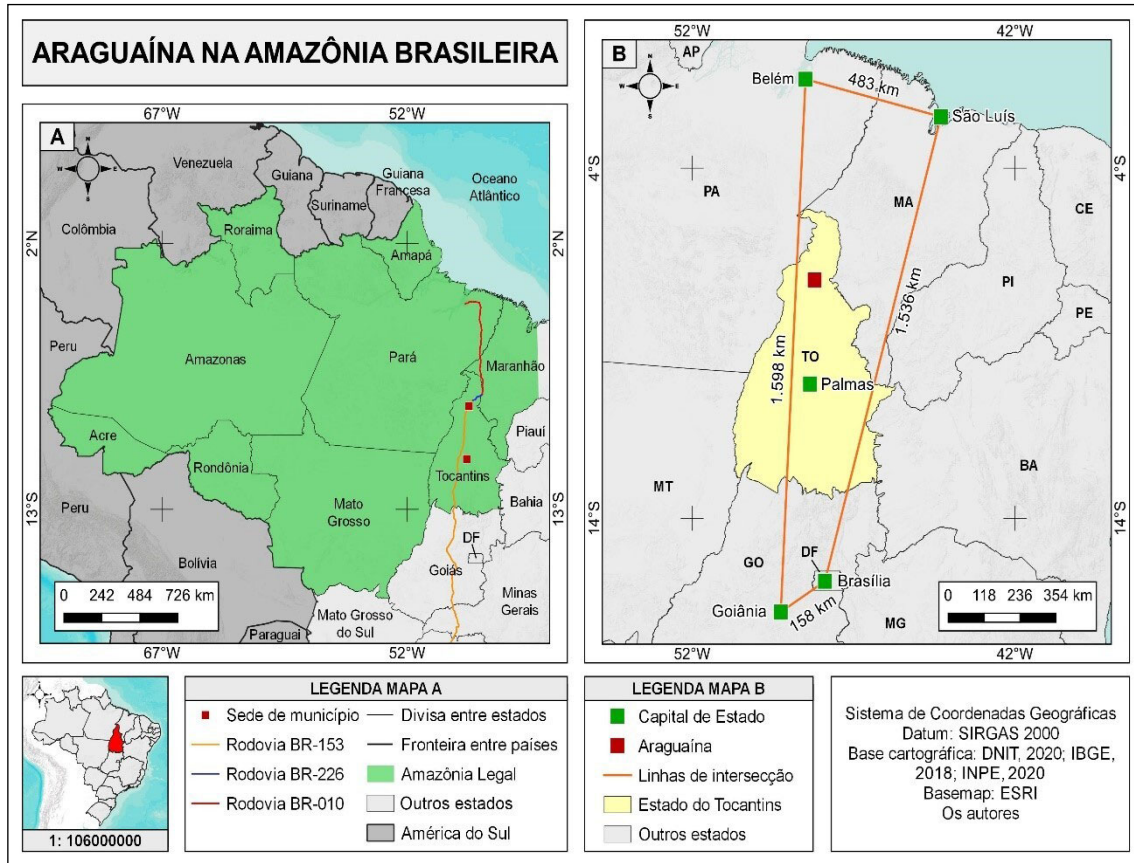 ARAGUAÍNA NA AMAZÔNIA BRASILEIRA
A
67°W
52°W
N
W
E
S
Venezuela
Guiana
Guiana
Francesa
Suriname
Oceano
Atlântico
Colômbia
Roraima
Amapá
2°N
2°N
Peru
Amazonas
Pará
Maranhão
Acre
Rondônia
Tocantins
Piauí
Mato
Grosso
Bahia
13°S
13°S
Peru
Bolívia
DF
Goiás
Minas
Gerais
Mato Grosso
do Sul
Paraguai
0 242 484 726 km
67°W
52°W
B
52°W
42°W
N
W
E
S
AP
Belém
483 km
São Luís
4°S
4°S
PA
MA
CE
PI
PE
1.536 km
1.598 km
TO
Palmas
MT
BA
14°S
14°S
GO
DF
Brasília
Goiânia
158 km
MG
0 118 236 354 km
52°W
42°W
1: 106000000
LEGENDA MAPA A
Sede de município
Rodovia BR-153
Rodovia BR-226
Rodovia BR-010
Divisa entre estados
Fronteira entre países
Amazônia Legal
Outros estados
América do Sul
LEGENDA MAPA B
Capital de Estado
Araguaína
Linhas de intersecção
Estado do Tocantins
Outros estados
Sistema de Coordenadas Geográficas
Datum: SIRGAS 2000
Base cartográfica: DNIT, 2020; IBGE,
2018; INPE, 2020
Basemap: ESRI
Os autores